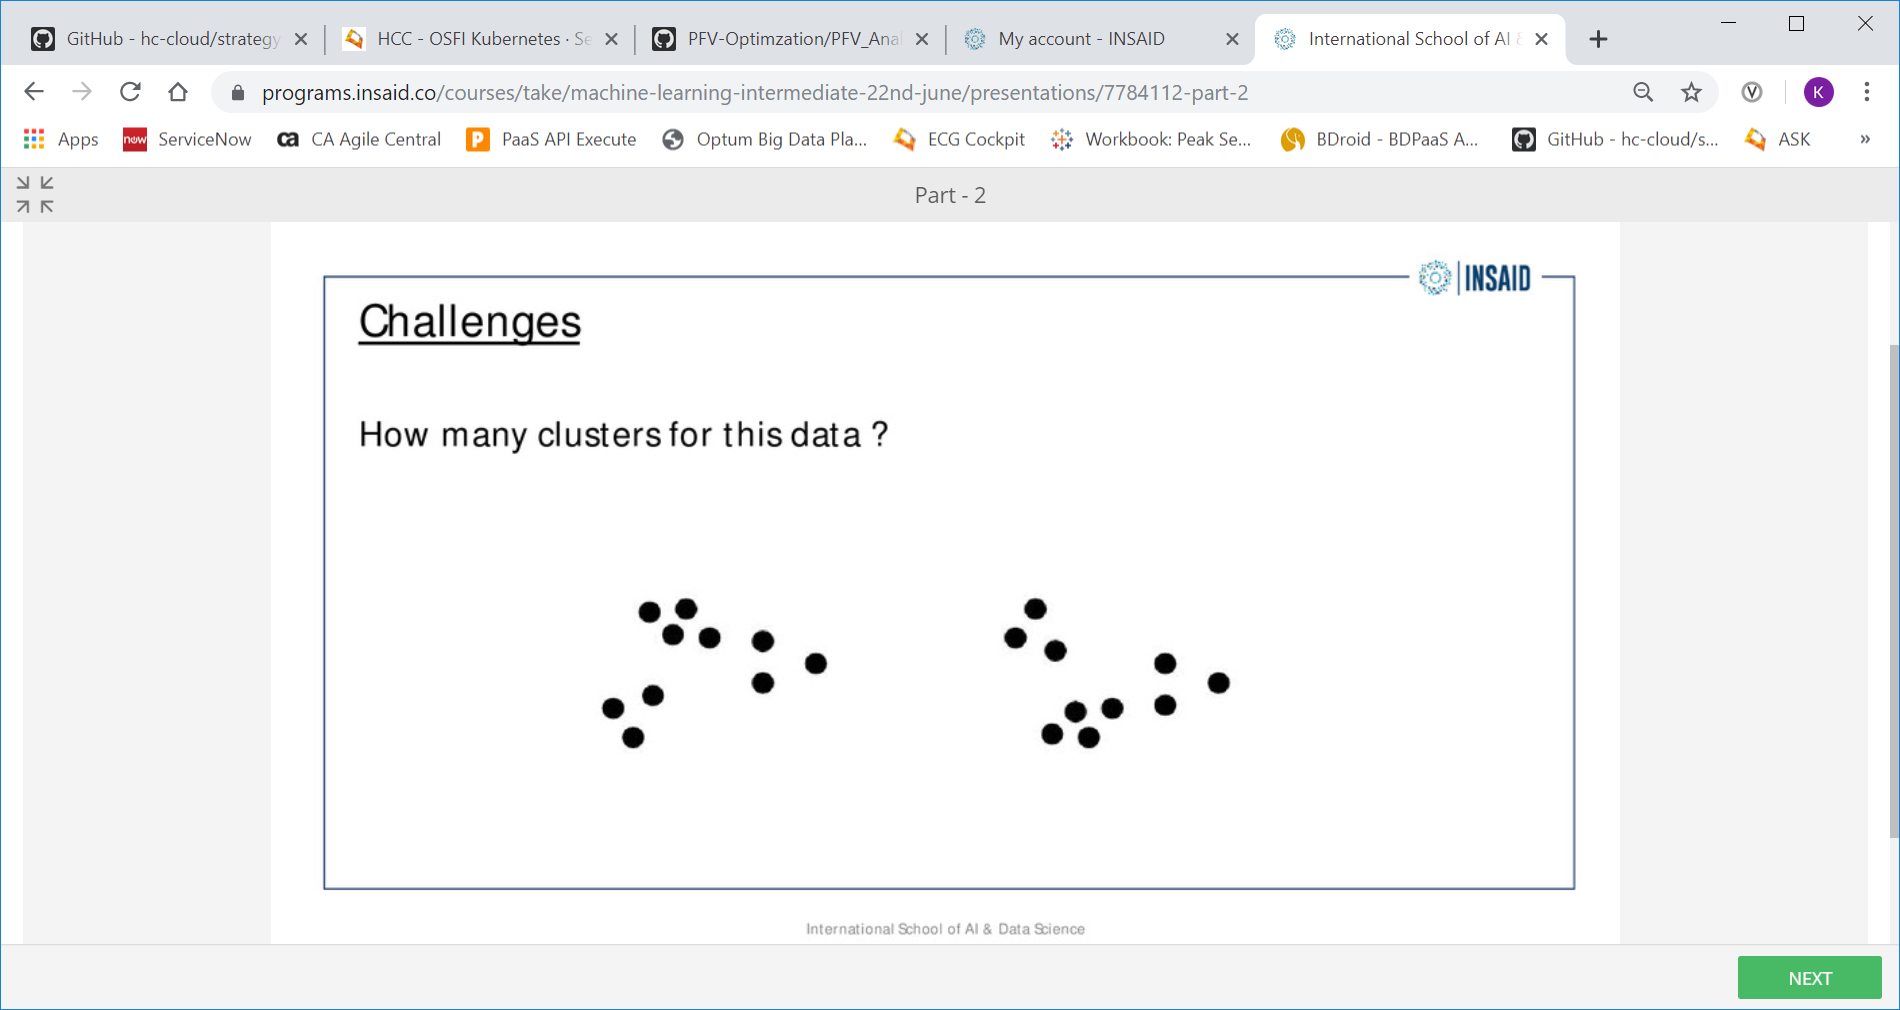 GitHub - hc-cloud/strategy
HCC - OSFI Kubernetes · Se
PFV-Optimzation/PFV_Anal
My account - INSAID
International School of AI &
programs.insaid.co/courses/take/machine-learning-intermediate-22nd-june/presentations/7784112-part-2
K
Apps
now
ServiceNow
ca
CA Agile Central
P
PaaS API Execute
Optum Big Data Pla...
ECG Cockpit
Workbook: Peak Se...
BDroid - BDPaaS A...
GitHub - hc-cloud/s...
ASK
Part - 2
INSAID
Challenges
How many clusters for this data ?
International School of AI & Data Science
NEXT